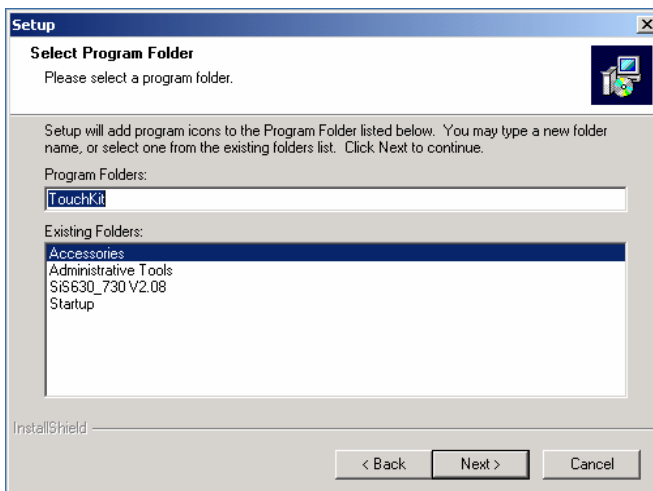 Setup
Select Program Folder
Please select a program folder.
Setup will add program icons to the Program Folder listed below.  You may type a new folder
name, or select one from the existing folders list.  Click Next to continue.
Program Folders:
TouchKit
Existing Folders:
Accessories
Administrative Tools
SiS630_730 V2.08
Startup
InstallShield
< Back
Next >
Cancel